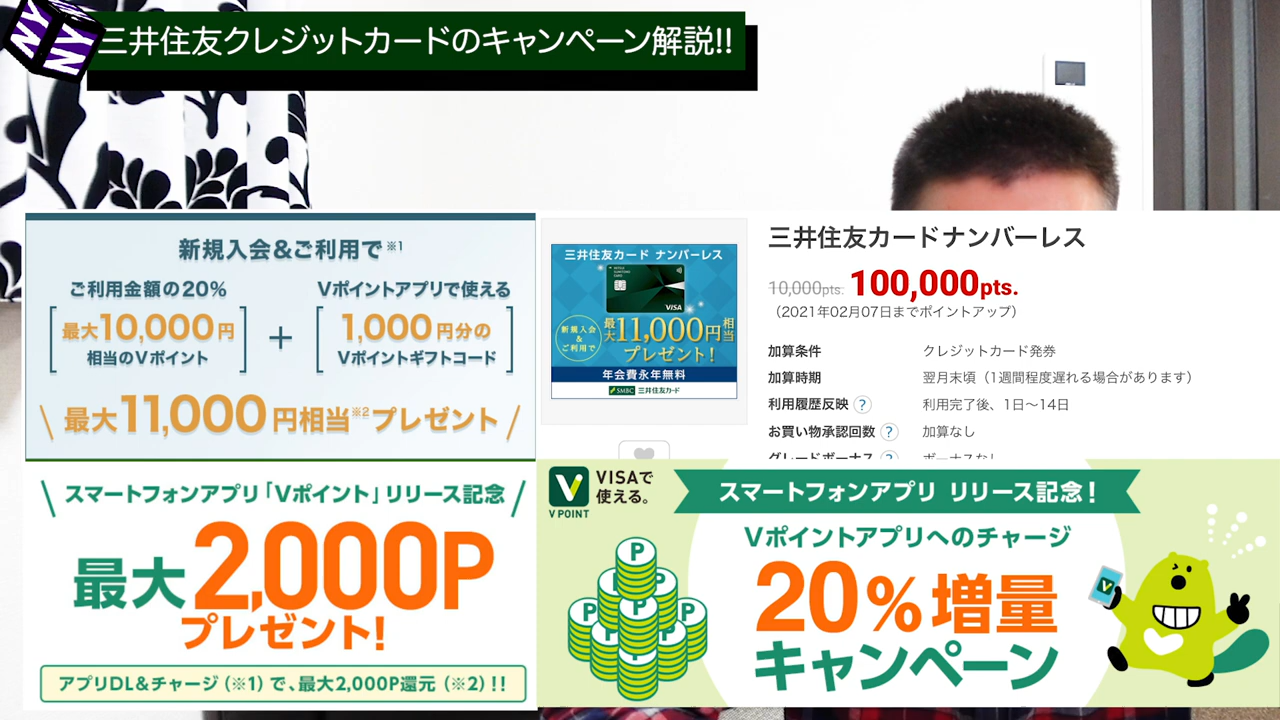 NY
NY
三井住友クレジットカードのキャンペーン解説!!
新規入会&ご利用で※1
ご利用金額の20%
最大10,000円
相当のVポイント
+
Vポイントアプリで使える
1,000円分の
Vポイントギフトコード
最大11,000円相当※2プレゼント
三井住友カード ナンバーレス
VISA
新規入会
&
ご利用で
最大11,000円相当
プレゼント!
年会費永年無料
SMBC 三井住友カード
三井住友カードナンバーレス
10,000pts. 100,000pts.
(2021年02月07日までポイントアップ)
加算条件 クレジットカード発券
加算時期 翌月末頃(1週間程度遅れる場合があります)
利用履歴反映 ? 利用完了後、1日~14日
お買い物承認回数 ? 加算なし
グレードボーナス ? ボーナスなし
スマートフォンアプリ「Vポイント」リリース記念
最大2,000P
プレゼント!
アプリDL&チャージ(※1)で、最大2,000P還元(※2)!!
V POINT
VISAで
使える。
スマートフォンアプリ リリース記念!
Vポイントアプリへのチャージ
20%増量
キャンペーン
P
P
P
P
P
P
P
P
V